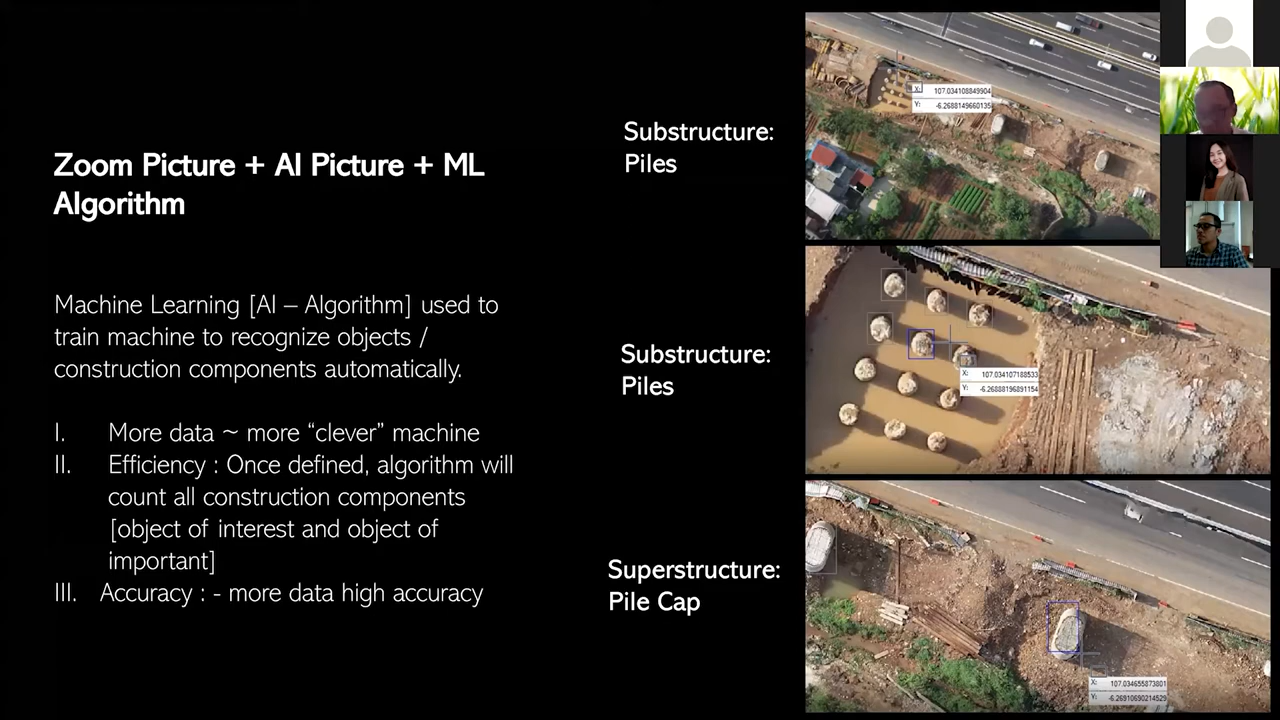 Zoom Picture + AI Picture + ML
Algorithm
Machine Learning [AI – Algorithm] used to
train machine to recognize objects /
construction components automatically.
I. More data ~ more “clever” machine
II. Efficiency : Once defined, algorithm will
count all construction components
[object of interest and object of
important]
III. Accuracy : - more data high accuracy
Substructure:
Piles
X: 107.034108849904
Y: -6.2688149660135
Substructure:
Piles
X: 107.034107188533
Y: -6.26888196891154
Superstructure:
Pile Cap
X: 107.034655873801
Y: -6.26910690214529